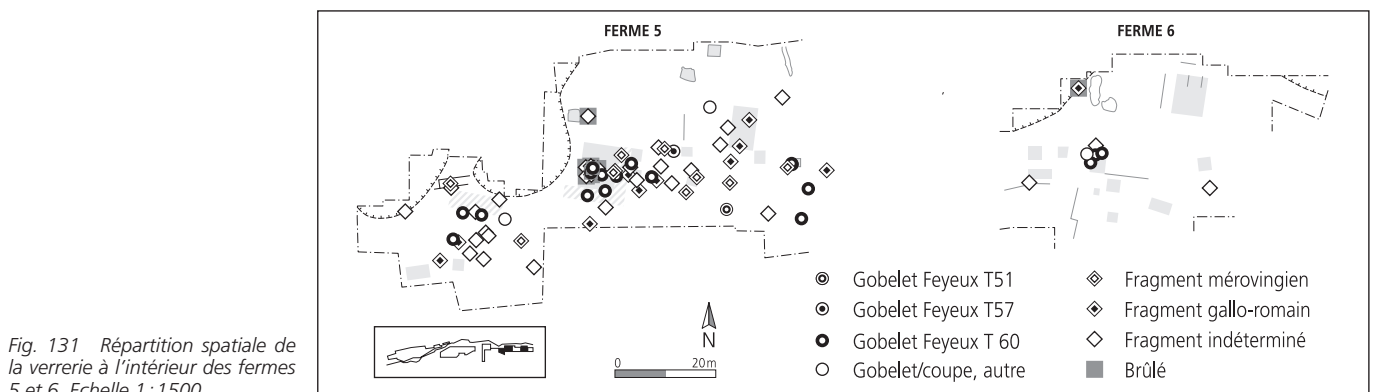 FERME 5
FERME 6
Gobelet Feyeux T51
Gobelet Feyeux T57
Gobelet Feyeux T 60
Gobelet/coupe, autre
Fragment mérovingien
Fragment gallo-romain
Fragment indéterminé
Brûlé
N
0 20m
Fig. 131 Répartition spatiale de
la verrerie à l'intérieur des fermes
5 et 6. Echelle 1 : 1500.